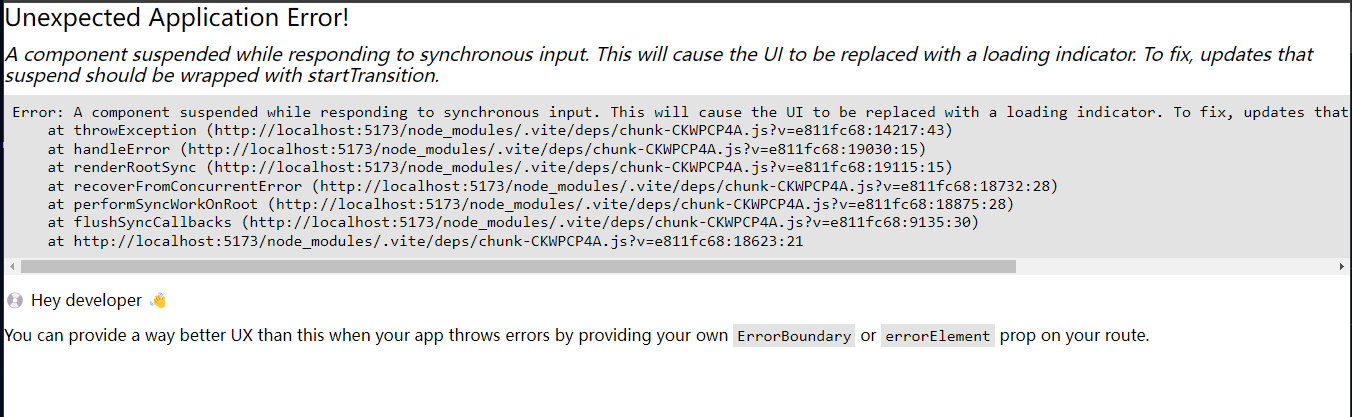 Unexpected Application Error!
A component suspended while responding to synchronous input. This will cause the UI to be replaced with a loading indicator. To fix, updates that
suspend should be wrapped with startTransition.
Error: A component suspended while responding to synchronous input. This will cause the UI to be replaced with a loading indicator. To fix, updates that
    at throwException (http://localhost:5173/node_modules/.vite/deps/chunk-CKWPCP4A.js?v=e811fc68:14217:43)
    at handleError (http://localhost:5173/node_modules/.vite/deps/chunk-CKWPCP4A.js?v=e811fc68:19030:15)
    at renderRootSync (http://localhost:5173/node_modules/.vite/deps/chunk-CKWPCP4A.js?v=e811fc68:19115:15)
    at recoverFromConcurrentError (http://localhost:5173/node_modules/.vite/deps/chunk-CKWPCP4A.js?v=e811fc68:18732:28)
    at performSyncWorkOnRoot (http://localhost:5173/node_modules/.vite/deps/chunk-CKWPCP4A.js?v=e811fc68:18875:28)
    at flushSyncCallbacks (http://localhost:5173/node_modules/.vite/deps/chunk-CKWPCP4A.js?v=e811fc68:9135:30)
    at http://localhost:5173/node_modules/.vite/deps/chunk-CKWPCP4A.js?v=e811fc68:18623:21
💿 Hey developer 👋
You can provide a way better UX than this when your app throws errors by providing your own ErrorBoundary or errorElement prop on your route.